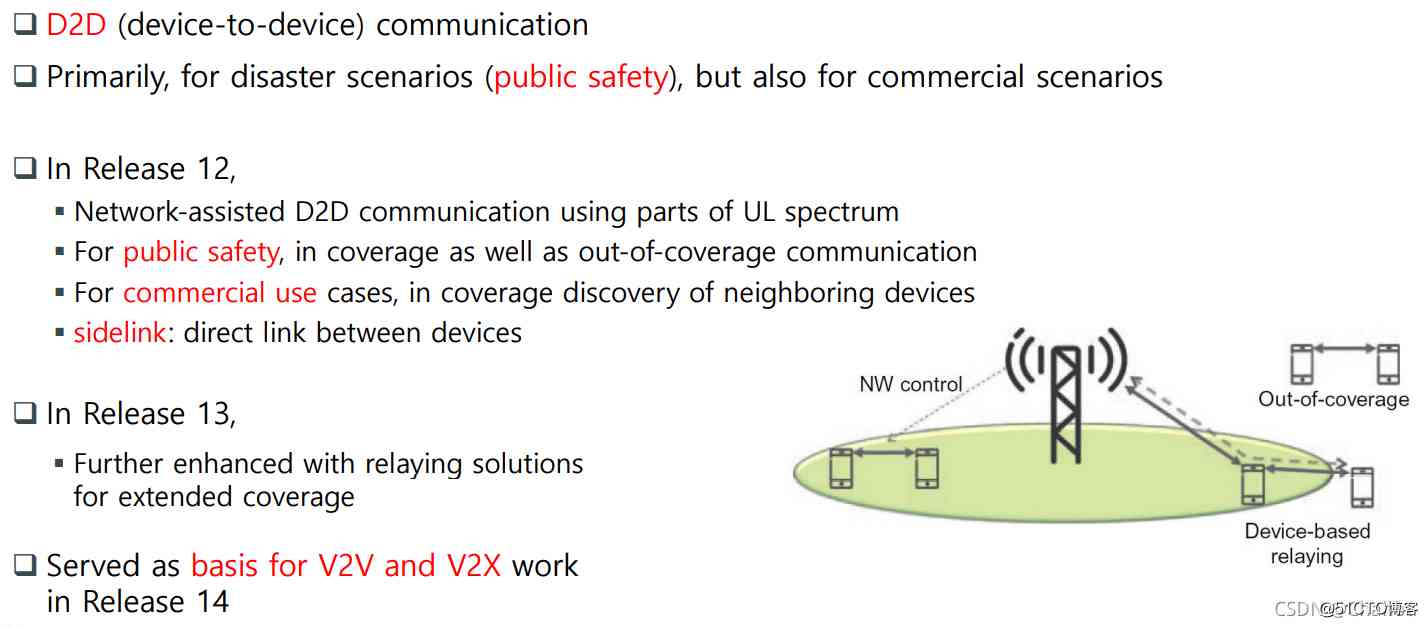 D2D (device-to-device) communication
Primarily, for disaster scenarios (public safety), but also for commercial scenarios
In Release 12,
Network-assisted D2D communication using parts of UL spectrum
For public safety, in coverage as well as out-of-coverage communication
For commercial use cases, in coverage discovery of neighboring devices
sidelink: direct link between devices
In Release 13,
Further enhanced with relaying solutions
for extended coverage
Served as basis for V2V and V2X work
in Release 14
NW control
Out-of-coverage
Device-based
relaying
CSDN @51CTO博客